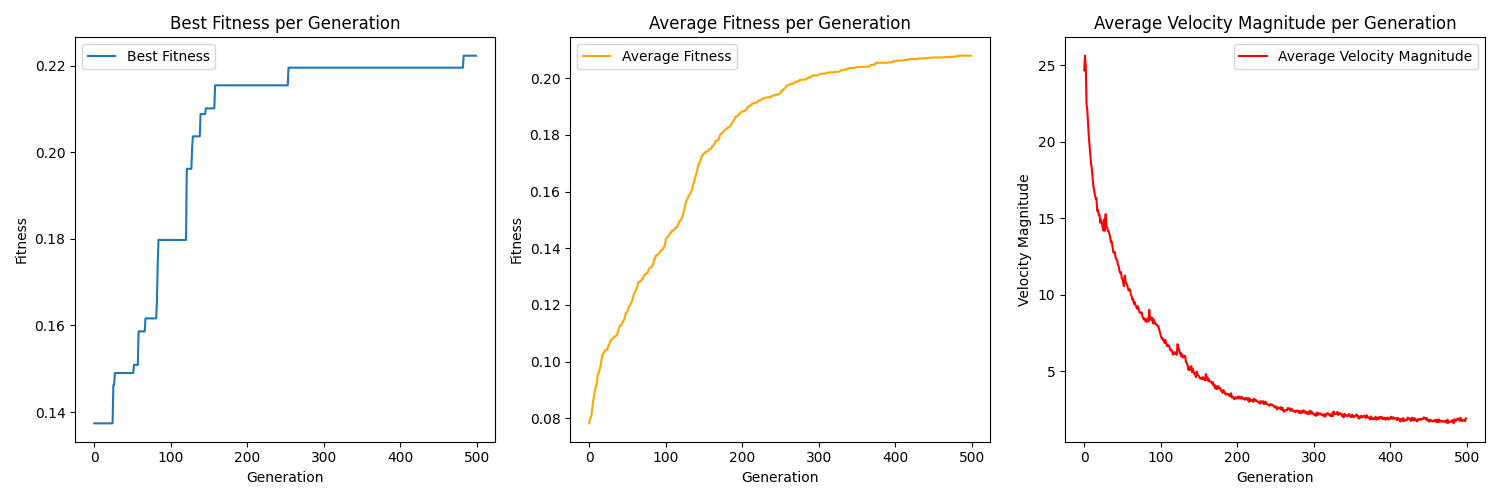 Best Fitness per Generation
Best Fitness
Fitness
0.22
0.20
0.18
0.16
0.14
0 100 200 300 400 500
Generation
Average Fitness per Generation
Average Fitness
Fitness
0.20
0.18
0.16
0.14
0.12
0.10
0.08
0 100 200 300 400 500
Generation
Average Velocity Magnitude per Generation
Average Velocity Magnitude
Velocity Magnitude
25
20
15
10
5
0 100 200 300 400 500
Generation